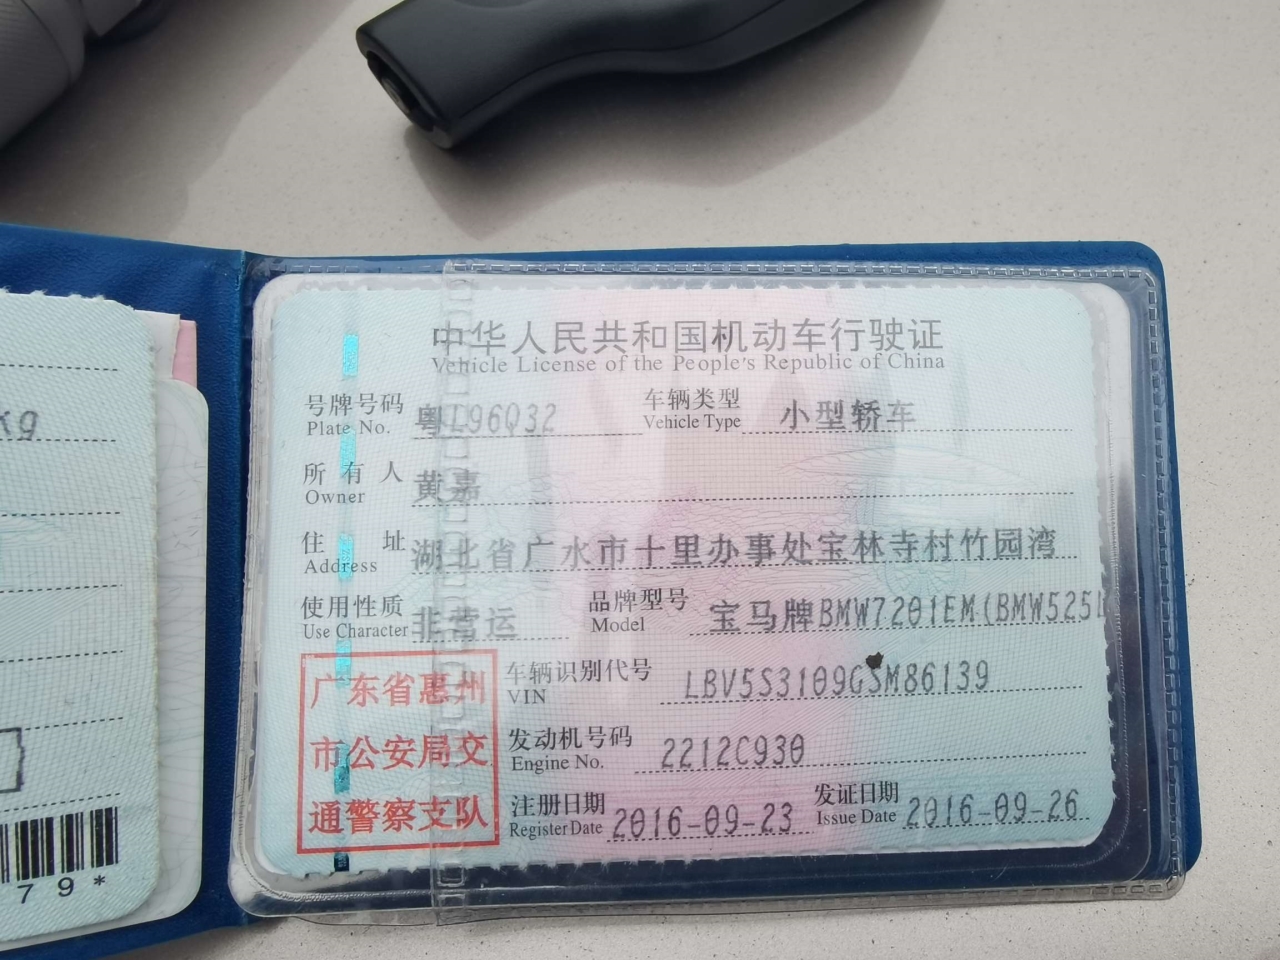 中华人民共和国机动车行驶证
Vehicle License of the People's Republic of China
号牌号码 粤L96Q32 车辆类型 小型轿车
Plate No. Vehicle Type
所有人 黄嘉
Owner
住址 湖北省广水市十里办事处宝林寺村竹园湾
Address
使用性质 非营运 品牌型号 宝马牌BMW7201EM(BMW525L
Use Character Model
广东省惠州
市公安局交
通警察支队
车辆识别代号 LBV5S3109GSM86139
VIN
发动机号码 2212C930
Engine No.
注册日期 2016-09-23 发证日期 2016-09-26
Register Date Issue Date
kg
79*